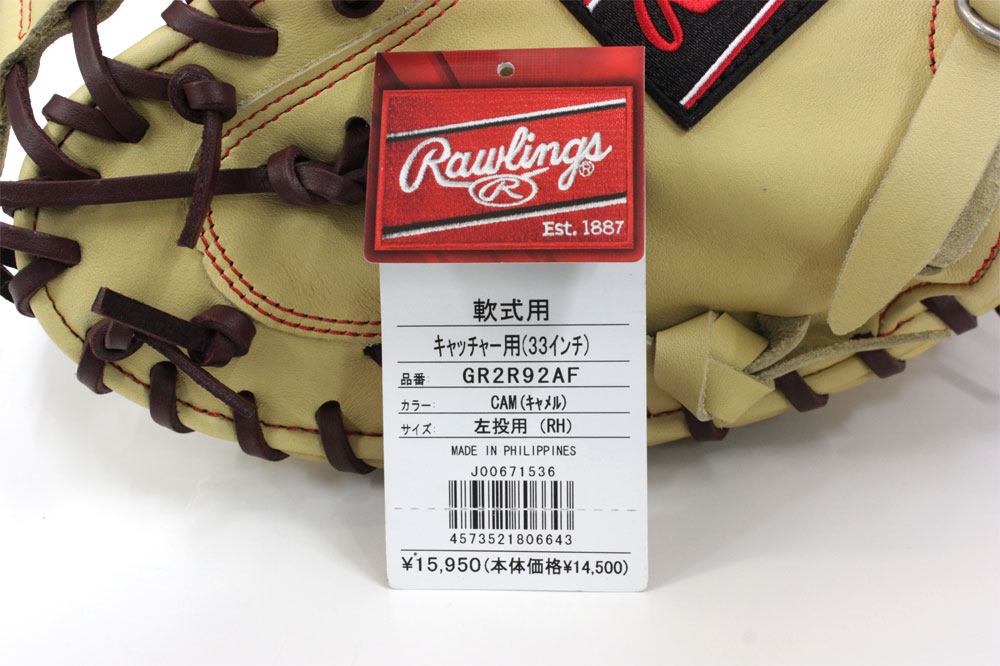 Rawlings®
R
Est. 1887
軟式用
キャッチャー用(33インチ)
品番: GR2R92AF
カラー: CAM(キャメル)
サイズ: 左投用 (RH)
MADE IN PHILIPPINES
J00671536
4573521806643
¥15,950(本体価格¥14,500)